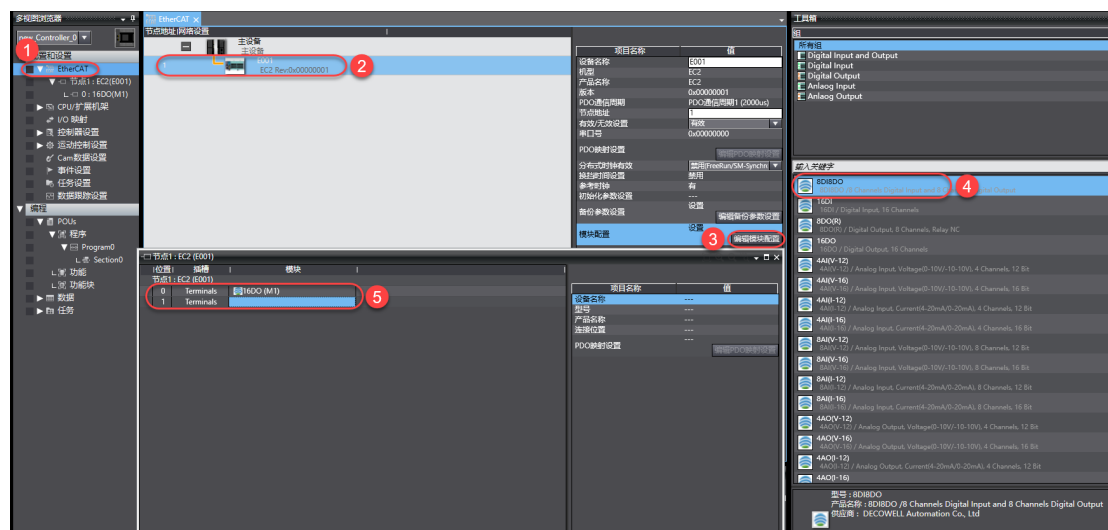 多视图浏览器
new_Controller_0
1
配置和设置
EtherCAT
节点1 : EC2(E001)
0 : 16DO(M1)
CPU/扩展机架
I/O 映射
控制器设置
运动控制设置
Cam数据设置
事件设置
任务设置
数据跟踪设置
编程
POUs
程序
Program0
Section0
功能
功能块
数据
任务
EtherCAT
节点地址|网络设置
主设备
主设备
1
E001
EC2 Rev:0x00000001
2
项目名称 值
设备名称 E001
机型 EC2
产品名称 EC2
版本 0x00000001
PDO通信周期 PDO通信周期1 (2000us)
节点地址 1
有效/无效设置 有效
串口号 0x00000000
PDO映射设置
编辑PDO映射设置
分布式时钟有效 禁用(FreeRun/SM-Synchn
换挡时间设置 禁用
参考时钟 有
初始化参数设置 ---
备份参数设置 设置
编辑备份参数设置
模块配置 设置
3
编辑模块配置
节点1 : EC2 (E001)
位置 插槽 模块
节点1 : EC2 (E001)
0 Terminals 16DO (M1)
1 Terminals
5
项目名称 值
设备名称 ---
型号 ---
产品名称 ---
连接位置 ---
PDO映射设置 ---
编辑PDO映射设置
工具箱
组
所有组
Digital Input and Output
Digital Input
Digital Output
Anlaog Input
Anlaog Output
输入关键字
8DI8DO
4
16DI
16DI / Digital Input, 16 Channels
8DO(R)
8DO(R) / Digital Output, 8 Channels, Relay NC
16DO
16DO / Digital Output, 16 Channels
4AI(V-12)
4AI(V-12) / Analog Input, Voltage(0-10V/-10-10V), 4 Channels, 12 Bit
4AI(V-16)
4AI(V-16) / Analog Input, Voltage(0-10V/-10-10V), 4 Channels, 16 Bit
4AI(I-12)
4AI(I-12) / Analog Input, Current(4-20mA/0-20mA), 4 Channels, 12 Bit
4AI(I-16)
4AI(I-16) / Analog Input, Current(4-20mA/0-20mA), 4 Channels, 16 Bit
8AI(V-12)
8AI(V-12) / Analog Input, Voltage(0-10V/-10-10V), 8 Channels, 12 Bit
8AI(V-16)
8AI(V-16) / Analog Input, Voltage(0-10V/-10-10V), 8 Channels, 16 Bit
8AI(I-12)
8AI(I-12) / Analog Input, Current(4-20mA/0-20mA), 8 Channels, 12 Bit
8AI(I-16)
8AI(I-16) / Analog Input, Current(4-20mA/0-20mA), 8 Channels, 16 Bit
4AO(V-12)
4AO(V-12) / Analog Output, Voltage(0-10V/-10-10V), 4 Channels, 12 Bit
4AO(V-16)
4AO(V-16) / Analog Output, Voltage(0-10V/-10-10V), 4 Channels, 16 Bit
4AO(I-12)
4AO(I-12) / Analog Output, Current(4-20mA/0-20mA), 4 Channels, 12 Bit
4AO(I-16)
型号 : 8DI8DO
产品名称 : 8DI8DO /8 Channels Digital Input and 8 Channels Digital Output
供应商 : DECOWELL Automation Co., Ltd